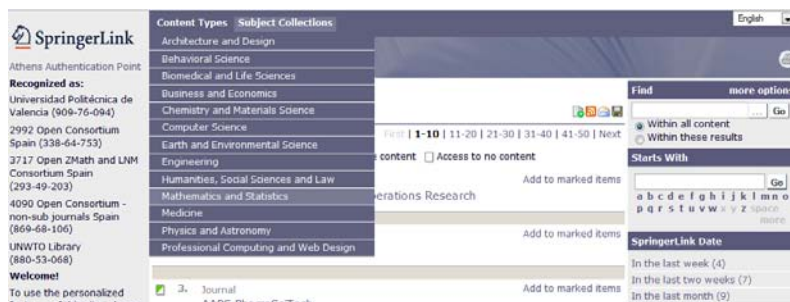 SpringerLink
Athens Authentication Point
Recognized as:
Universidad Politécnica de
Valencia (909-76-094)
2992 Open Consortium
Spain (338-64-753)
3717 Open ZMath and LNM
Consortium Spain
(293-49-203)
4090 Open Consortium -
non-sub journals Spain
(869-68-106)
UNWTO Library
(880-53-068)
Welcome!
To use the personalized
Content Types Subject Collections
Architecture and Design
Behavioral Science
Biomedical and Life Sciences
Business and Economics
Chemistry and Materials Science
Computer Science
Earth and Environmental Science
Engineering
Humanities, Social Sciences and Law
Mathematics and Statistics
Medicine
Physics and Astronomy
Professional Computing and Web Design
First | 1-10 | 11-20 | 21-30 | 31-40 | 41-50 | Next
content Access to no content
Add to marked items
erations Research
Add to marked items
3. Journal Add to marked items
English
Find more options
... Go
Within all content
Within these results
Starts With
Go
a b c d e f g h i j k l m n o
p q r s t u v w x y z space
more
SpringerLink Date
In the last week (4)
In the last two weeks (7)
In the last month (9)